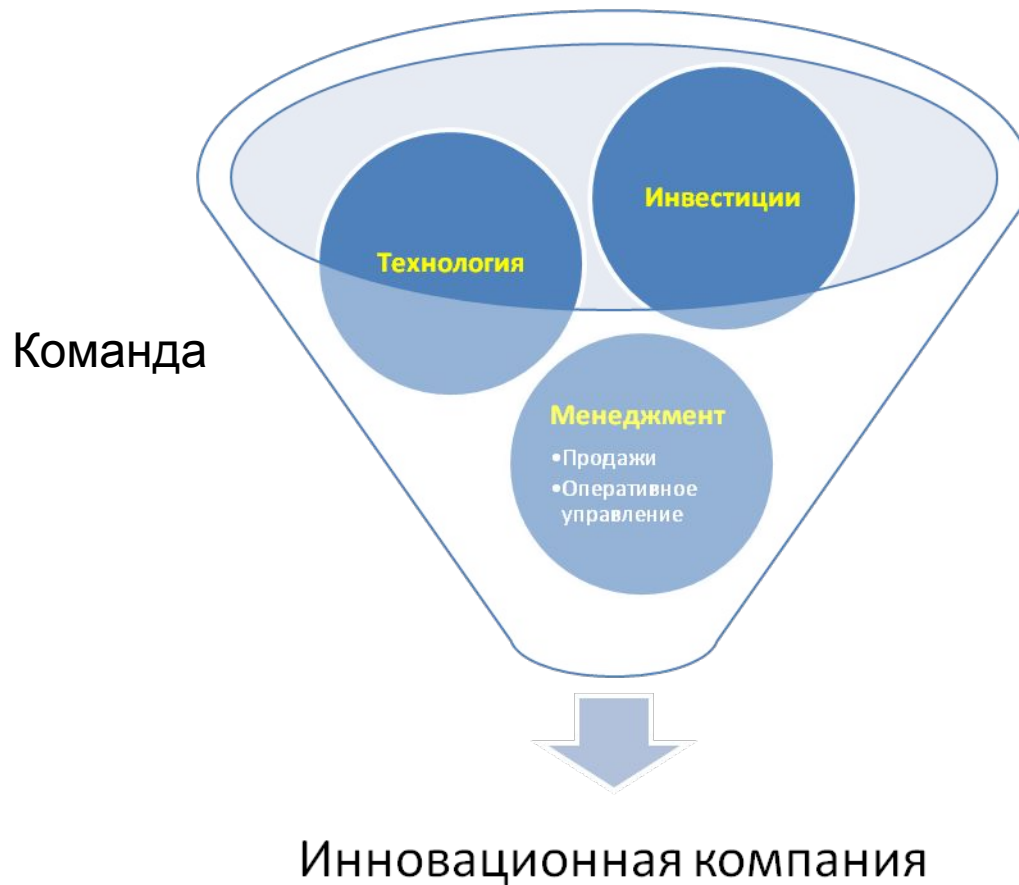 Инвестиции
Технология
Команда
Менеджмент
•Продажи
•Оперативное
управление
Инновационная компания